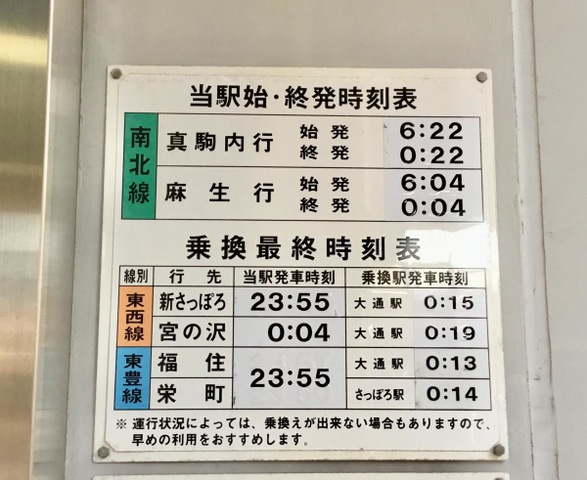 当駅始・終発時刻表
南北線 真駒内行 始発 6:22
終発 0:22
麻生行 始発 6:04
終発 0:04
乗換最終時刻表
線別 行先 当駅発車時刻 乗換駅発車時刻
東西線 新さっぽろ 23:55 大通駅 0:15
宮の沢 0:04 大通駅 0:19
東豊線 福住 23:55 大通駅 0:13
栄町 さっぽろ駅 0:14
※ 運行状況によっては、乗換えが出来ない場合もありますので、
早めの利用をおすすめします。